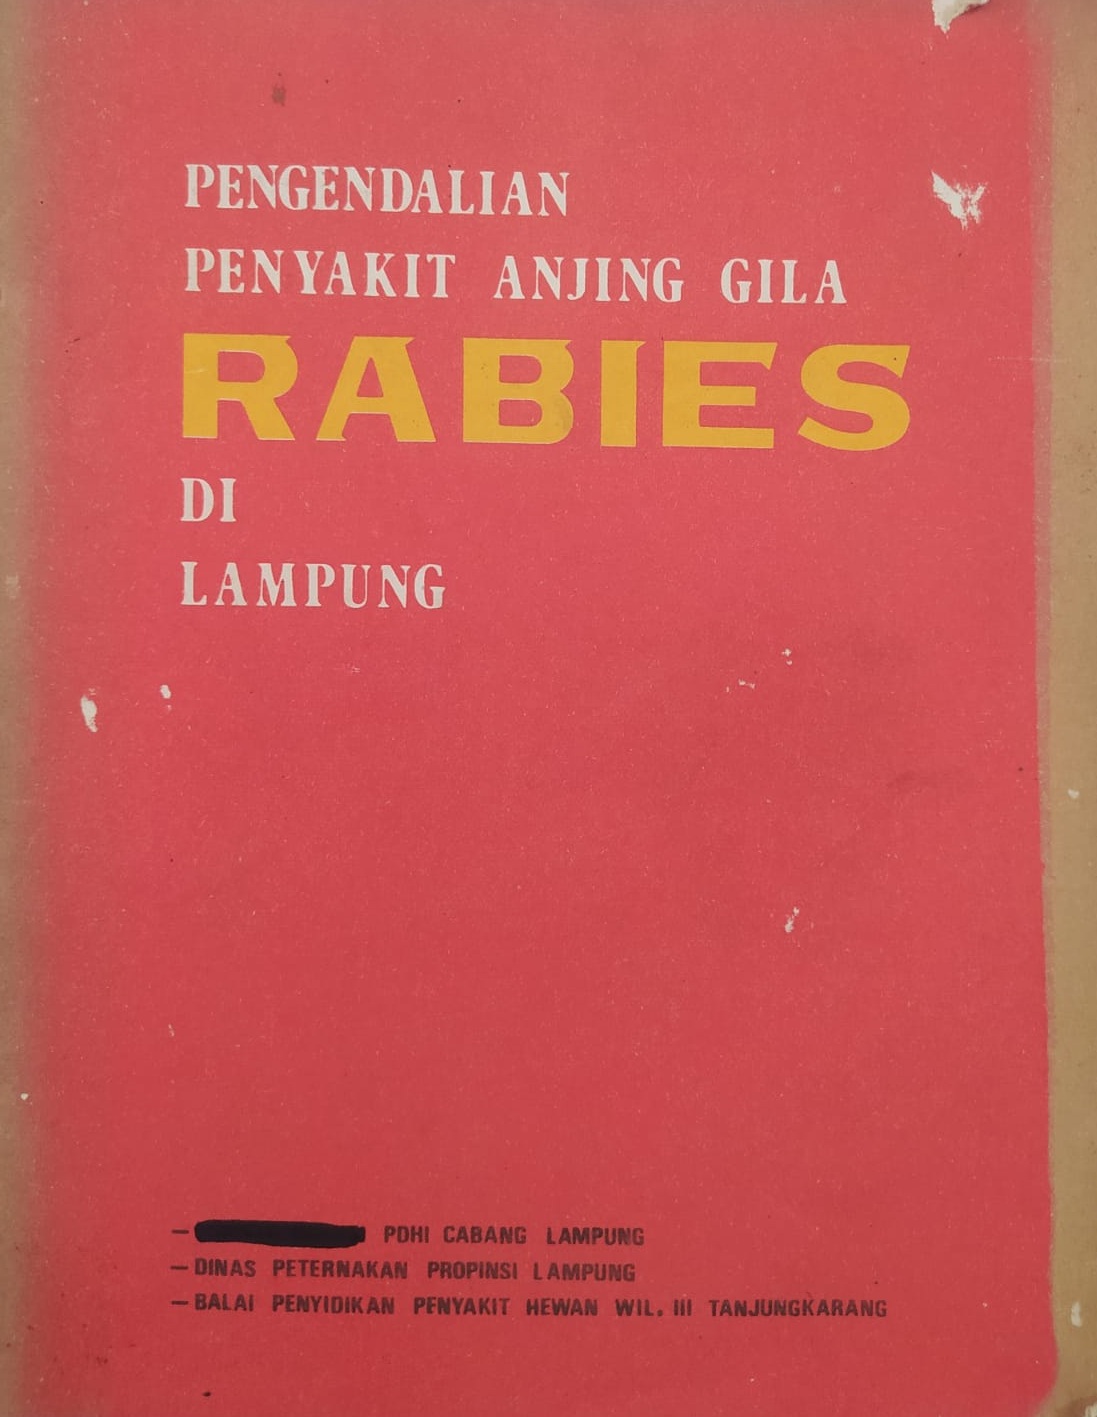 PENGENDALIAN
PENYAKIT ANJING GILA
RABIES
DI
LAMPUNG
— PDHI CABANG LAMPUNG
— DINAS PETERNAKAN PROPINSI LAMPUNG
— BALAI PENYIDIKAN PENYAKIT HEWAN WIL. III TANJUNGKARANG